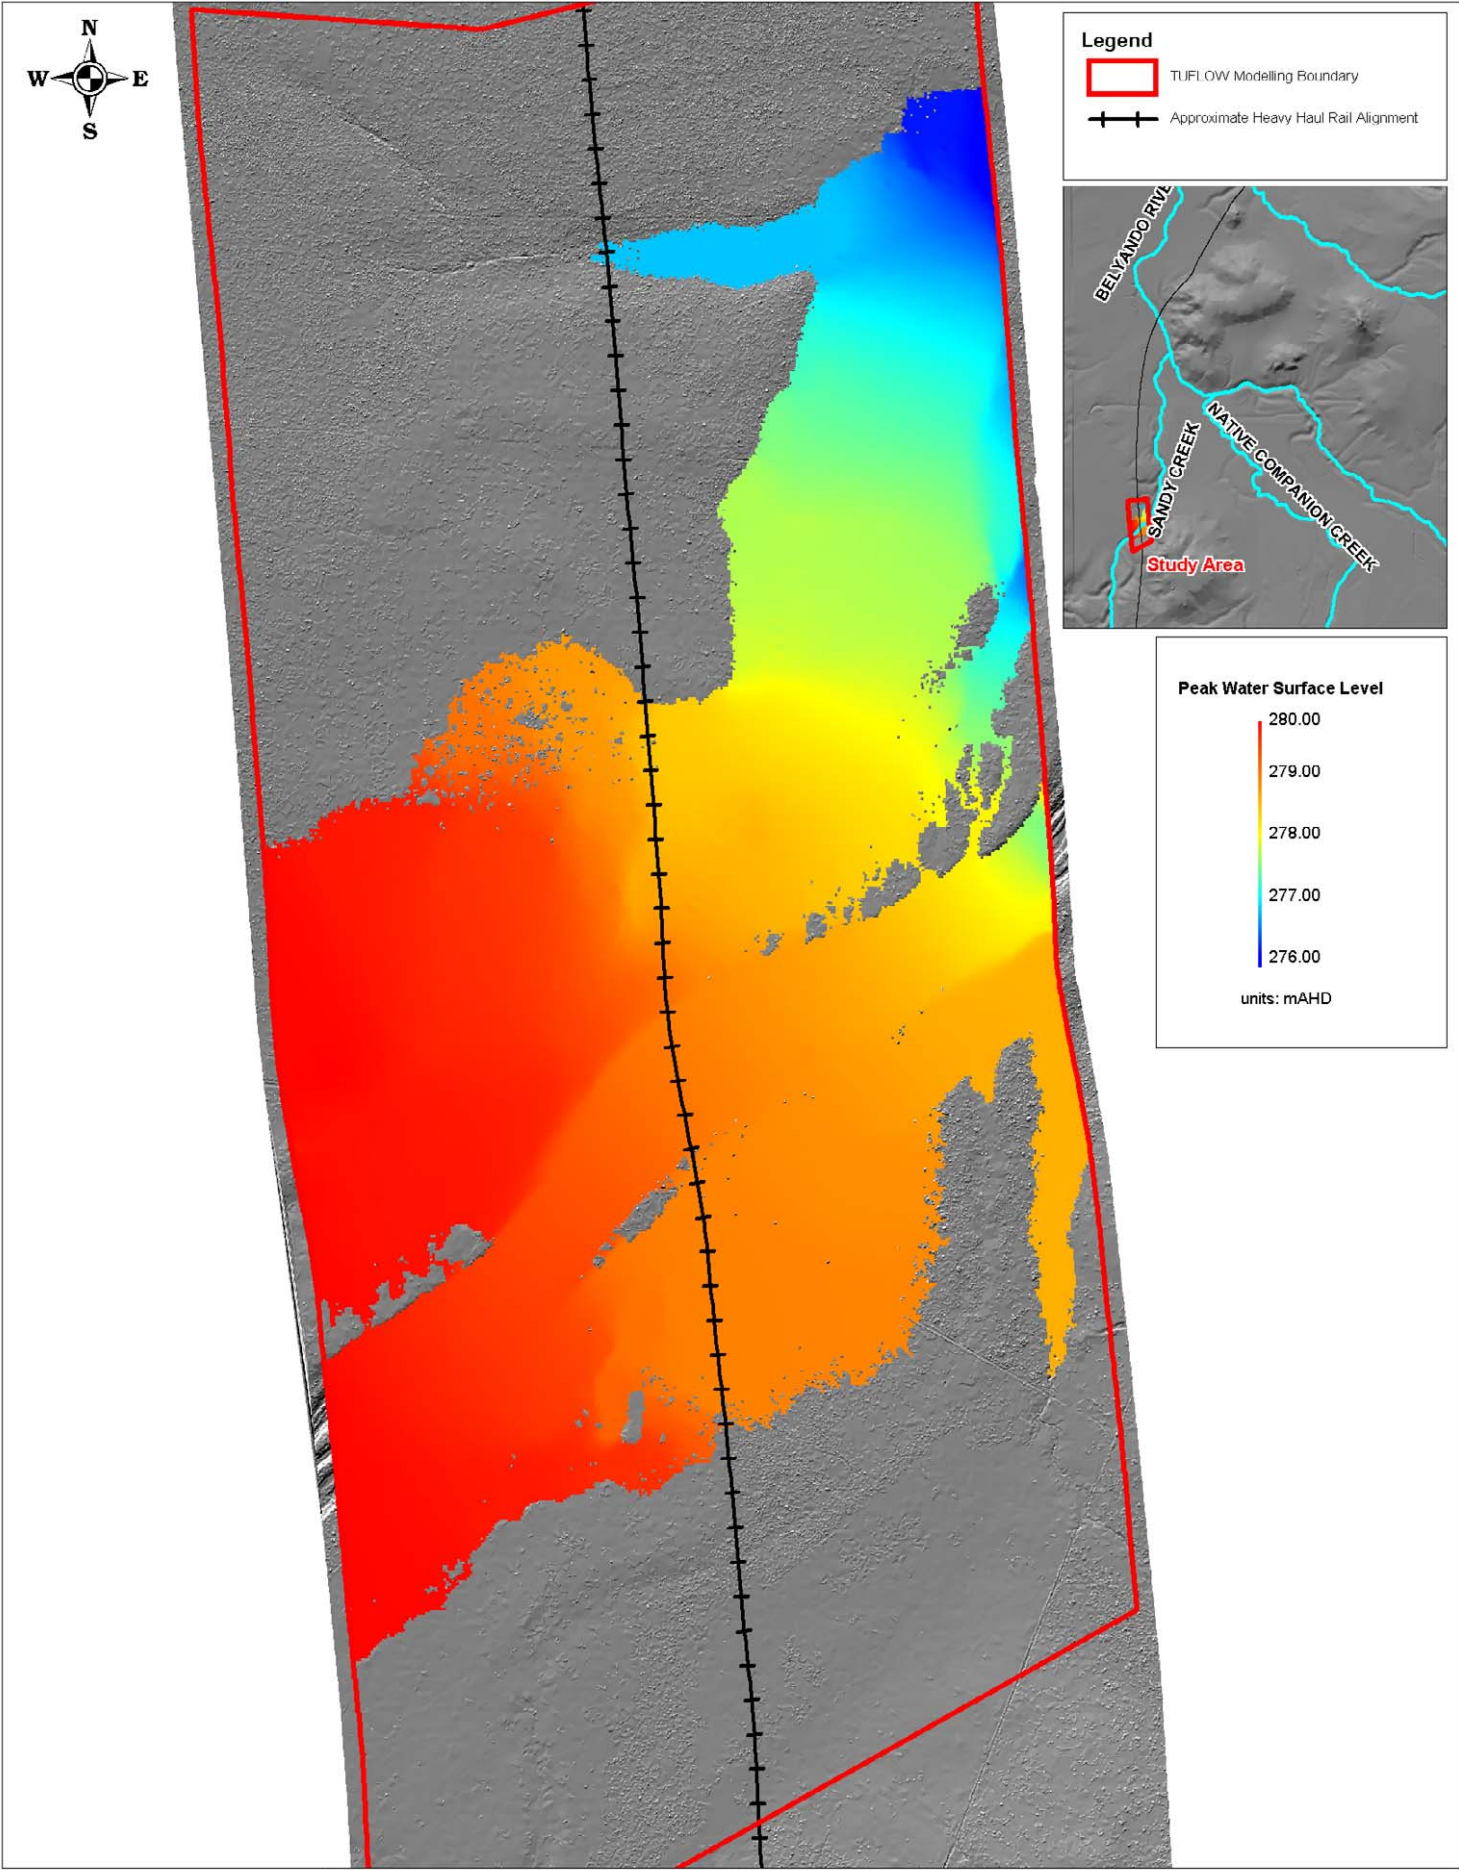 N
W E
S
Legend
TUFLOW Modelling Boundary
Approximate Heavy Haul Rail Alignment
BELYANDO RIVE
SANDY CREEK
NATIVE COMPANION CREEK
Study Area
Peak Water Surface Level
280.00
279.00
278.00
277.00
276.00
units: mAHD